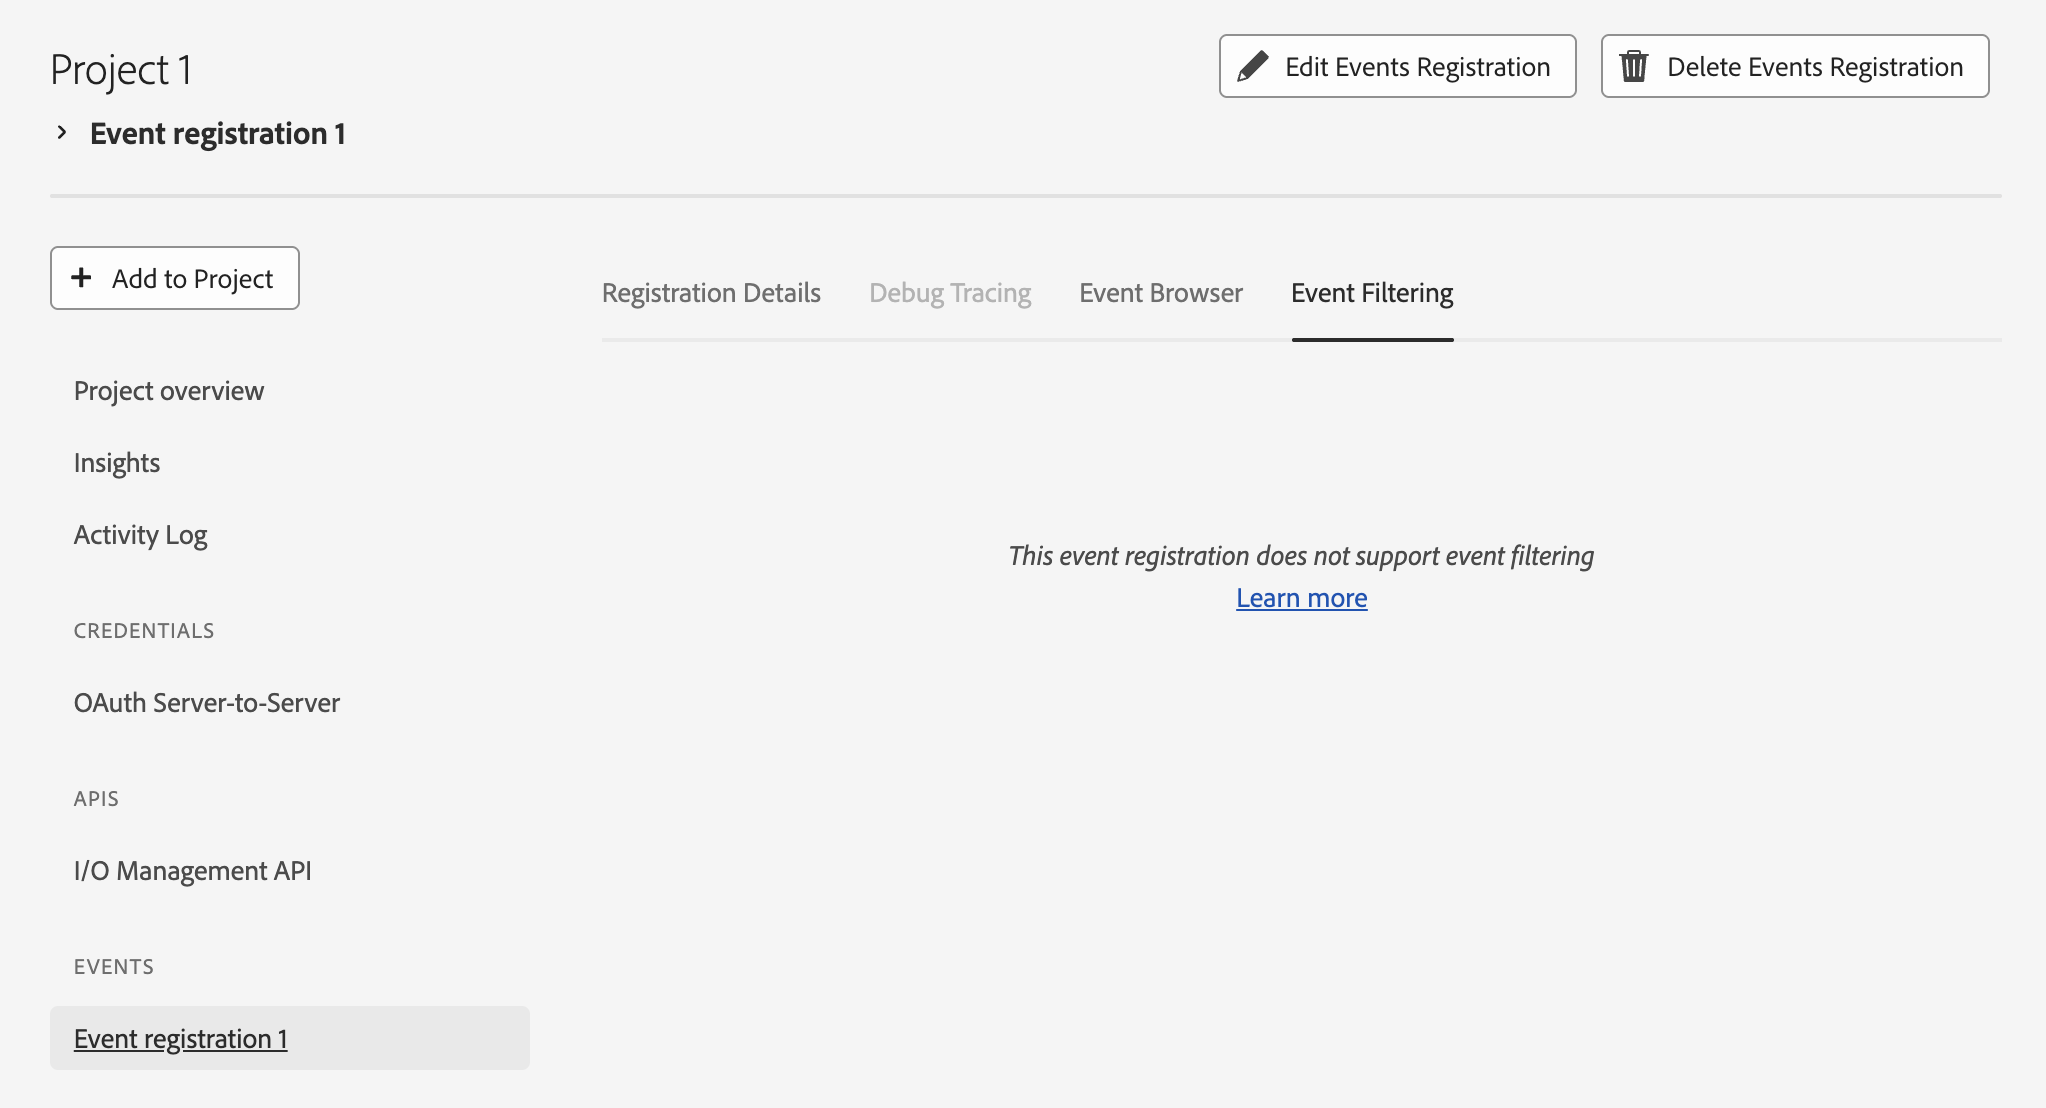 Project 1
Edit Events Registration
Delete Events Registration
Event registration 1
Add to Project
Registration Details
Debug Tracing
Event Browser
Event Filtering
Project overview
Insights
Activity Log
This event registration does not support event filtering
Learn more
CREDENTIALS
OAuth Server-to-Server
APIS
I/O Management API
EVENTS
Event registration 1